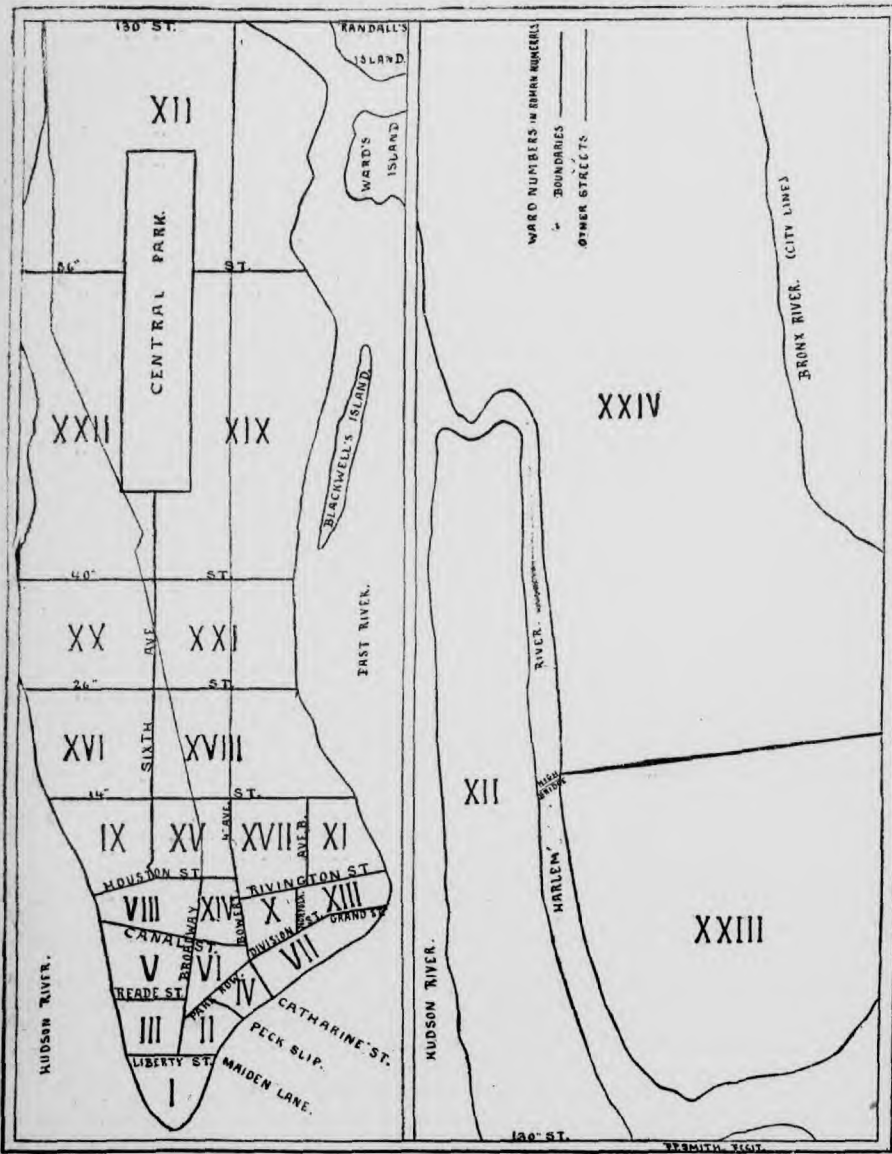 130" ST.
RANDALL'S
ISLAND.
XII
WARD'S
ISLAND
86" ST.
CENTRAL PARK.
XXII
XIX
BLACKWELL'S ISLAND.
40" ST.
XX
XXI
EAST RIVER.
SIXTH AVE
26" ST.
XVI
XVIII
14" ST.
IX
XV
4" AVE.
XVII
AVE B.
XI
HOUSTON ST.
RIVINGTON ST
VIII
XIV
BOWERY
X
NORFOLK
XIII
BROADWAY
DIVISION ST.
GRAND ST.
CANAL ST.
V
VI
VII
PARK ROW.
IV
READE ST.
CATHARINE ST.
III
II
PECK SLIP.
LIBERTY ST.
MAIDEN LANE.
I
HUDSON RIVER.
WARD NUMBERS IN ROMAN NUMERALS
" BOUNDARIES
OTHER STREETS
BRONX RIVER. (CITY LINES
XXIV
HARLEM RIVER.
HIGH
BRIDGE
XII
XXIII
HUDSON RIVER.
130" ST.
P.P. SMITH. FECIT.